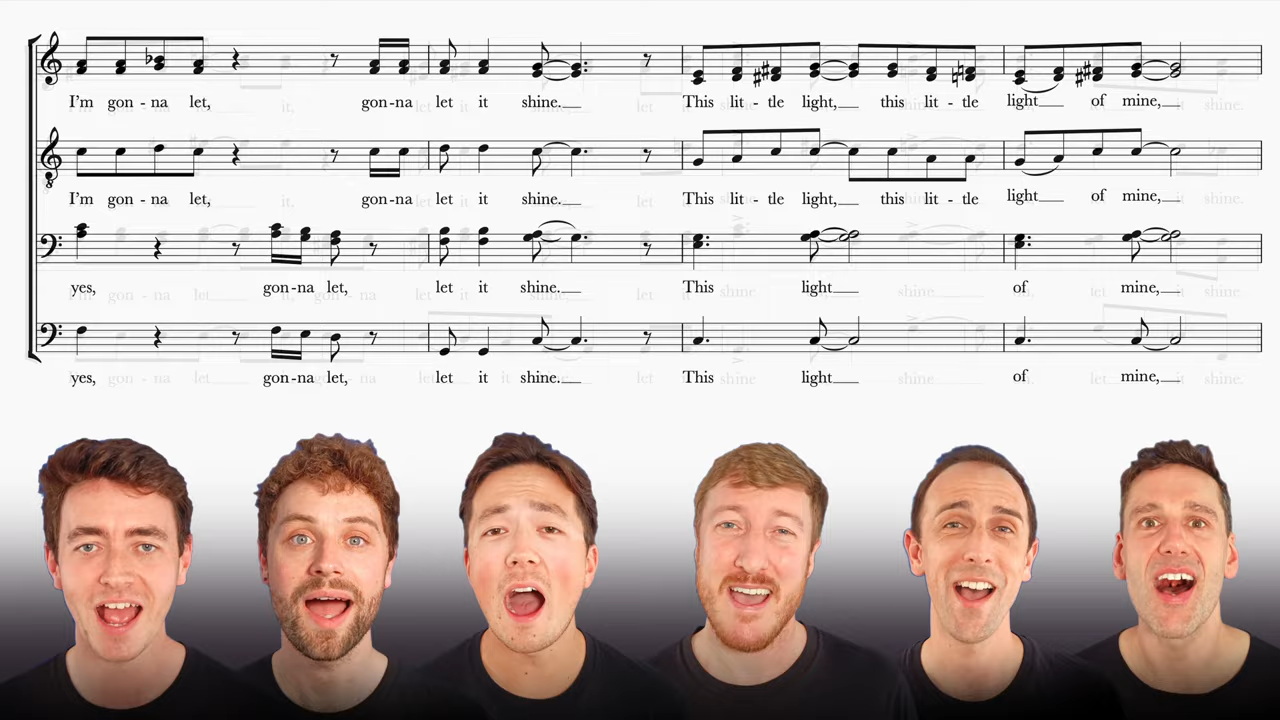 I'm gon - na let, gon-na let it shine. This lit - tle light, this lit - tle light of mine,
I'm gon - na let, gon-na let it shine. This lit - tle light, this lit - tle light of mine,
yes, gon-na let, let it shine. This light of mine,
yes, gon-na let, let it shine. This light of mine,